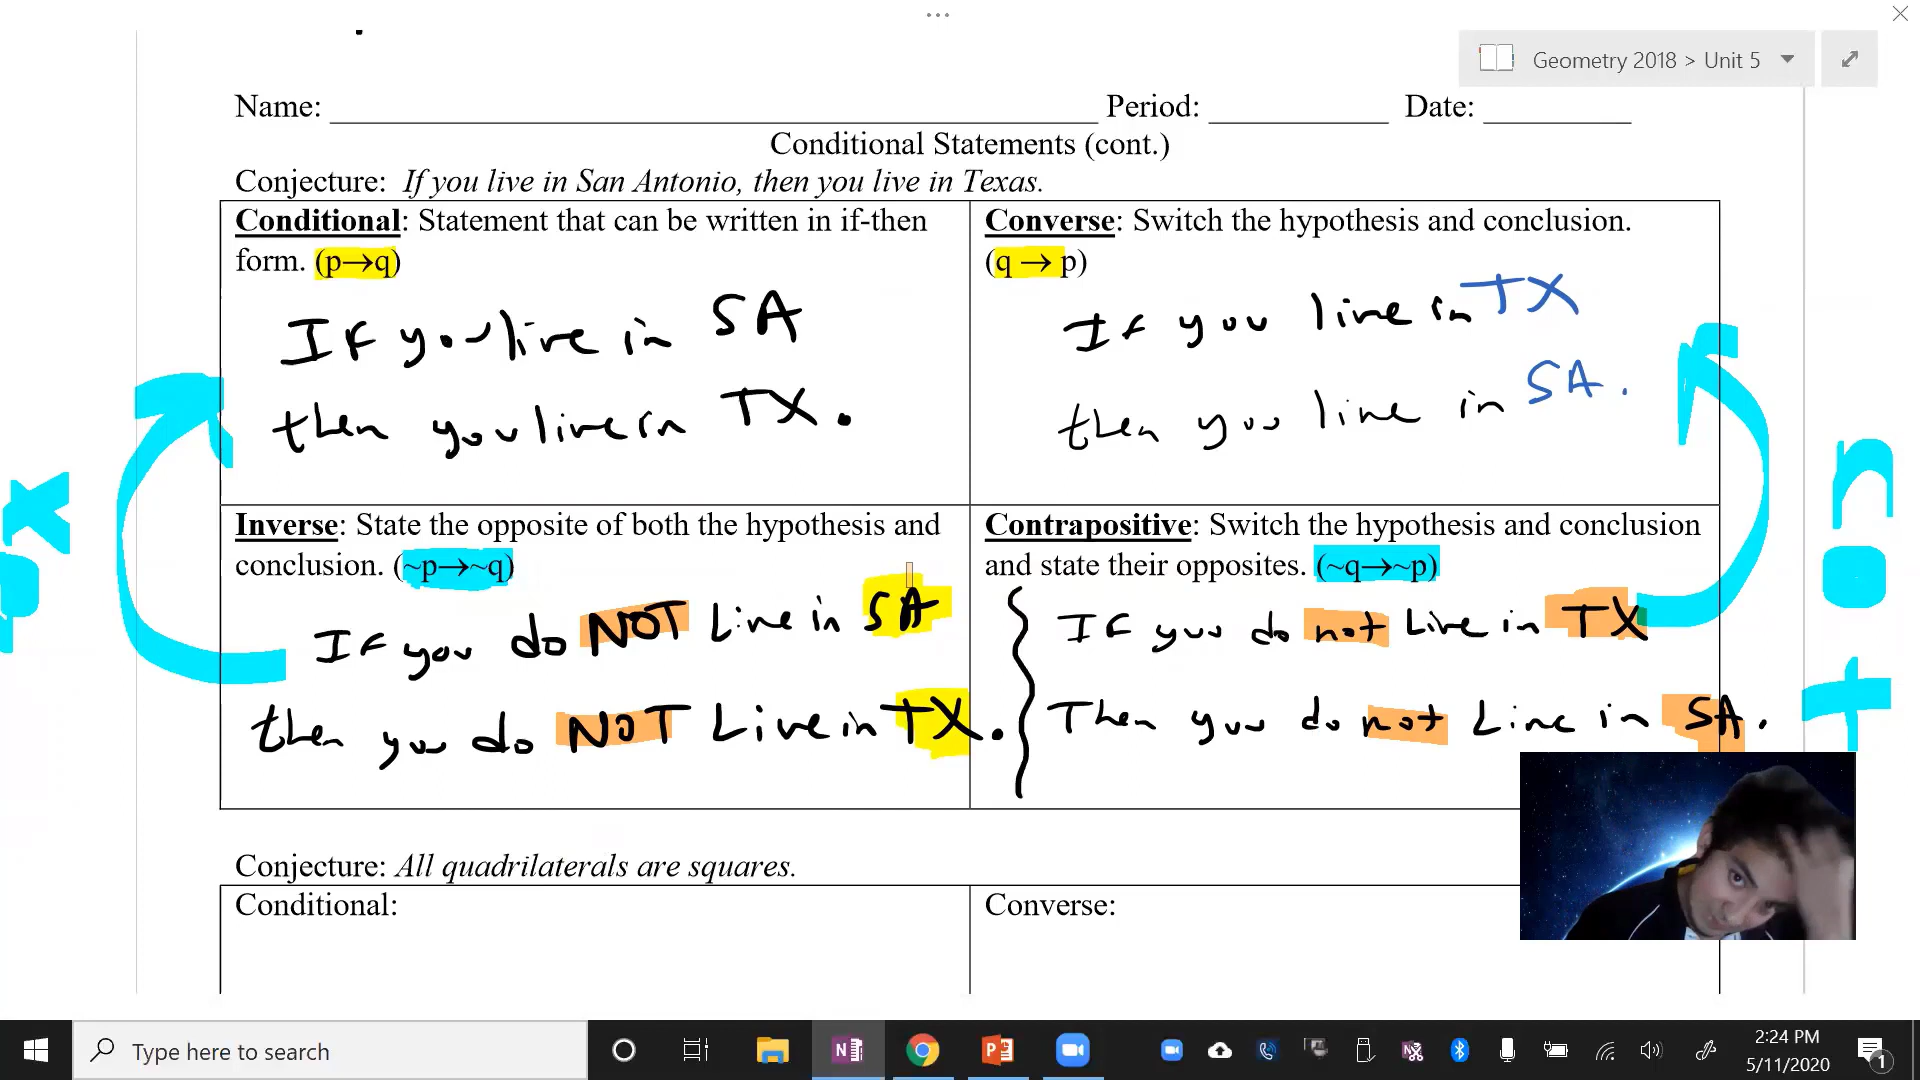 Geometry 2018 > Unit 5
Name: Period: Date:
Conditional Statements (cont.)
Conjecture: If you live in San Antonio, then you live in Texas.
Conditional: Statement that can be written in if-then
form. (p→q)
If you live in SA
then you live in TX.
Converse: Switch the hypothesis and conclusion.
(q → p)
If you live in TX
then you live in SA.
Inverse: State the opposite of both the hypothesis and
conclusion. (~p→~q)
If you do NOT Live in SA
then you do NOT Live in TX.
Contrapositive: Switch the hypothesis and conclusion
and state their opposites. (~q→~p)
If you do not Live in TX
Then you do not Live in SA.
not
Conjecture: All quadrilaterals are squares.
Conditional:
Converse:
Type here to search
2:24 PM
5/11/2020
1